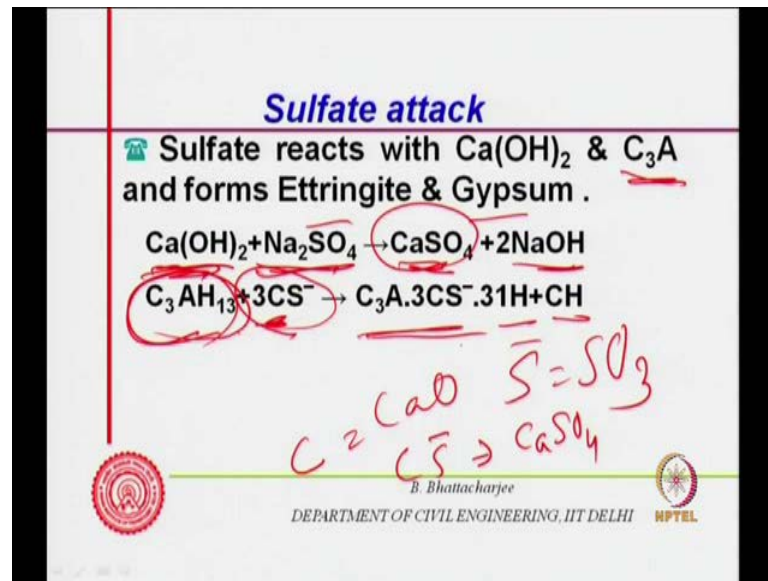 Sulfate attack
☎ Sulfate reacts with Ca(OH)₂ & C₃A
and forms Ettringite & Gypsum .
Ca(OH)₂+Na₂SO₄→CaSO₄+2NaOH
C₃AH₁₃+3CS⁻→ C₃A.3CS⁻.31H+CH
C = CaO S̅ = SO₃
CS̅ ⇒ CaSO₄
B. Bhattacharjee
DEPARTMENT OF CIVIL ENGINEERING, IIT DELHI
NPTEL